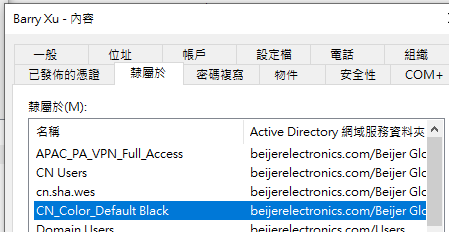 Barry Xu - 內容
一般 位址 帳戶 設定檔 電話 組織
已發佈的憑證 隸屬於 密碼複寫 物件 安全性 COM+
隸屬於(M):
名稱 Active Directory 網域服務資料夾
APAC_PA_VPN_Full_Access beijerelectronics.com/Beijer Glo
CN Users beijerelectronics.com/Beijer Glo
cn.sha.wes beijerelectronics.com/Beijer Glo
CN_Color_Default Black beijerelectronics.com/Beijer Glo
Domain Users beijerelectronics.com/Users